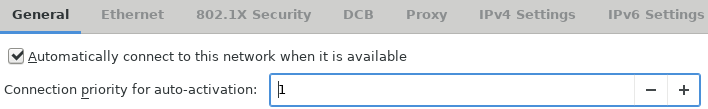 General Ethernet 802.1X Security DCB Proxy IPv4 Settings IPv6 Settings
Automatically connect to this network when it is available
Connection priority for auto-activation: 1